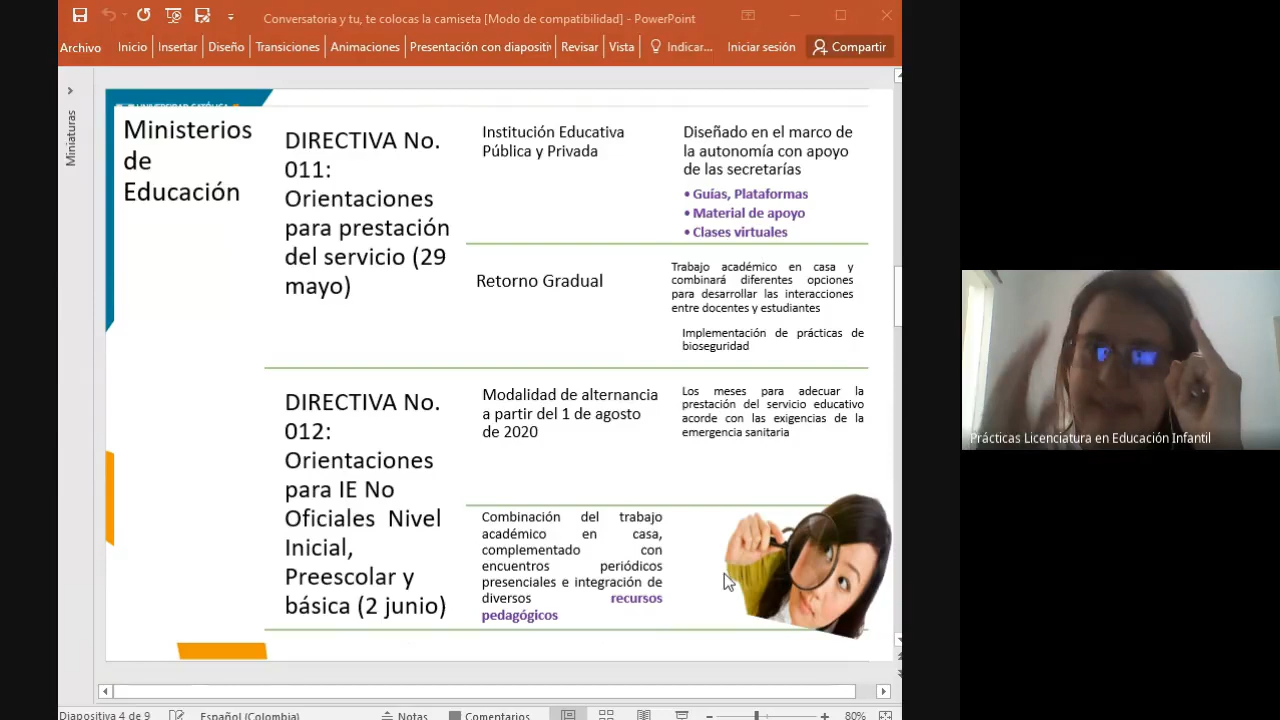 Conversatoria y tu, te colocas la camiseta [Modo de compatibilidad] - PowerPoint
Archivo Inicio Insertar Diseño Transiciones Animaciones Presentación con diapositiv Revisar Vista Indicar... Iniciar sesión Compartir
Miniaturas
UNIVERSIDAD CATÓLICA
Ministerios
de
Educación
DIRECTIVA No.
011:
Orientaciones
para prestación
del servicio (29
mayo)
Institución Educativa
Pública y Privada
Diseñado en el marco de
la autonomía con apoyo
de las secretarías
• Guías, Plataformas
• Material de apoyo
• Clases virtuales
Retorno Gradual
Trabajo académico en casa y
combinará diferentes opciones
para desarrollar las interacciones
entre docentes y estudiantes
Implementación de prácticas de
bioseguridad
DIRECTIVA No.
012:
Orientaciones
para IE No
Oficiales Nivel
Inicial,
Preescolar y
básica (2 junio)
Modalidad de alternancia
a partir del 1 de agosto
de 2020
Los meses para adecuar la
prestación del servicio educativo
acorde con las exigencias de la
emergencia sanitaria
Combinación del trabajo
académico en casa,
complementado con
encuentros periódicos
presenciales e integración de
diversos recursos
pedagógicos
Prácticas Licenciatura en Educación Infantil
Diapositiva 4 de 9 Español (Colombia) Notas Comentarios 80%